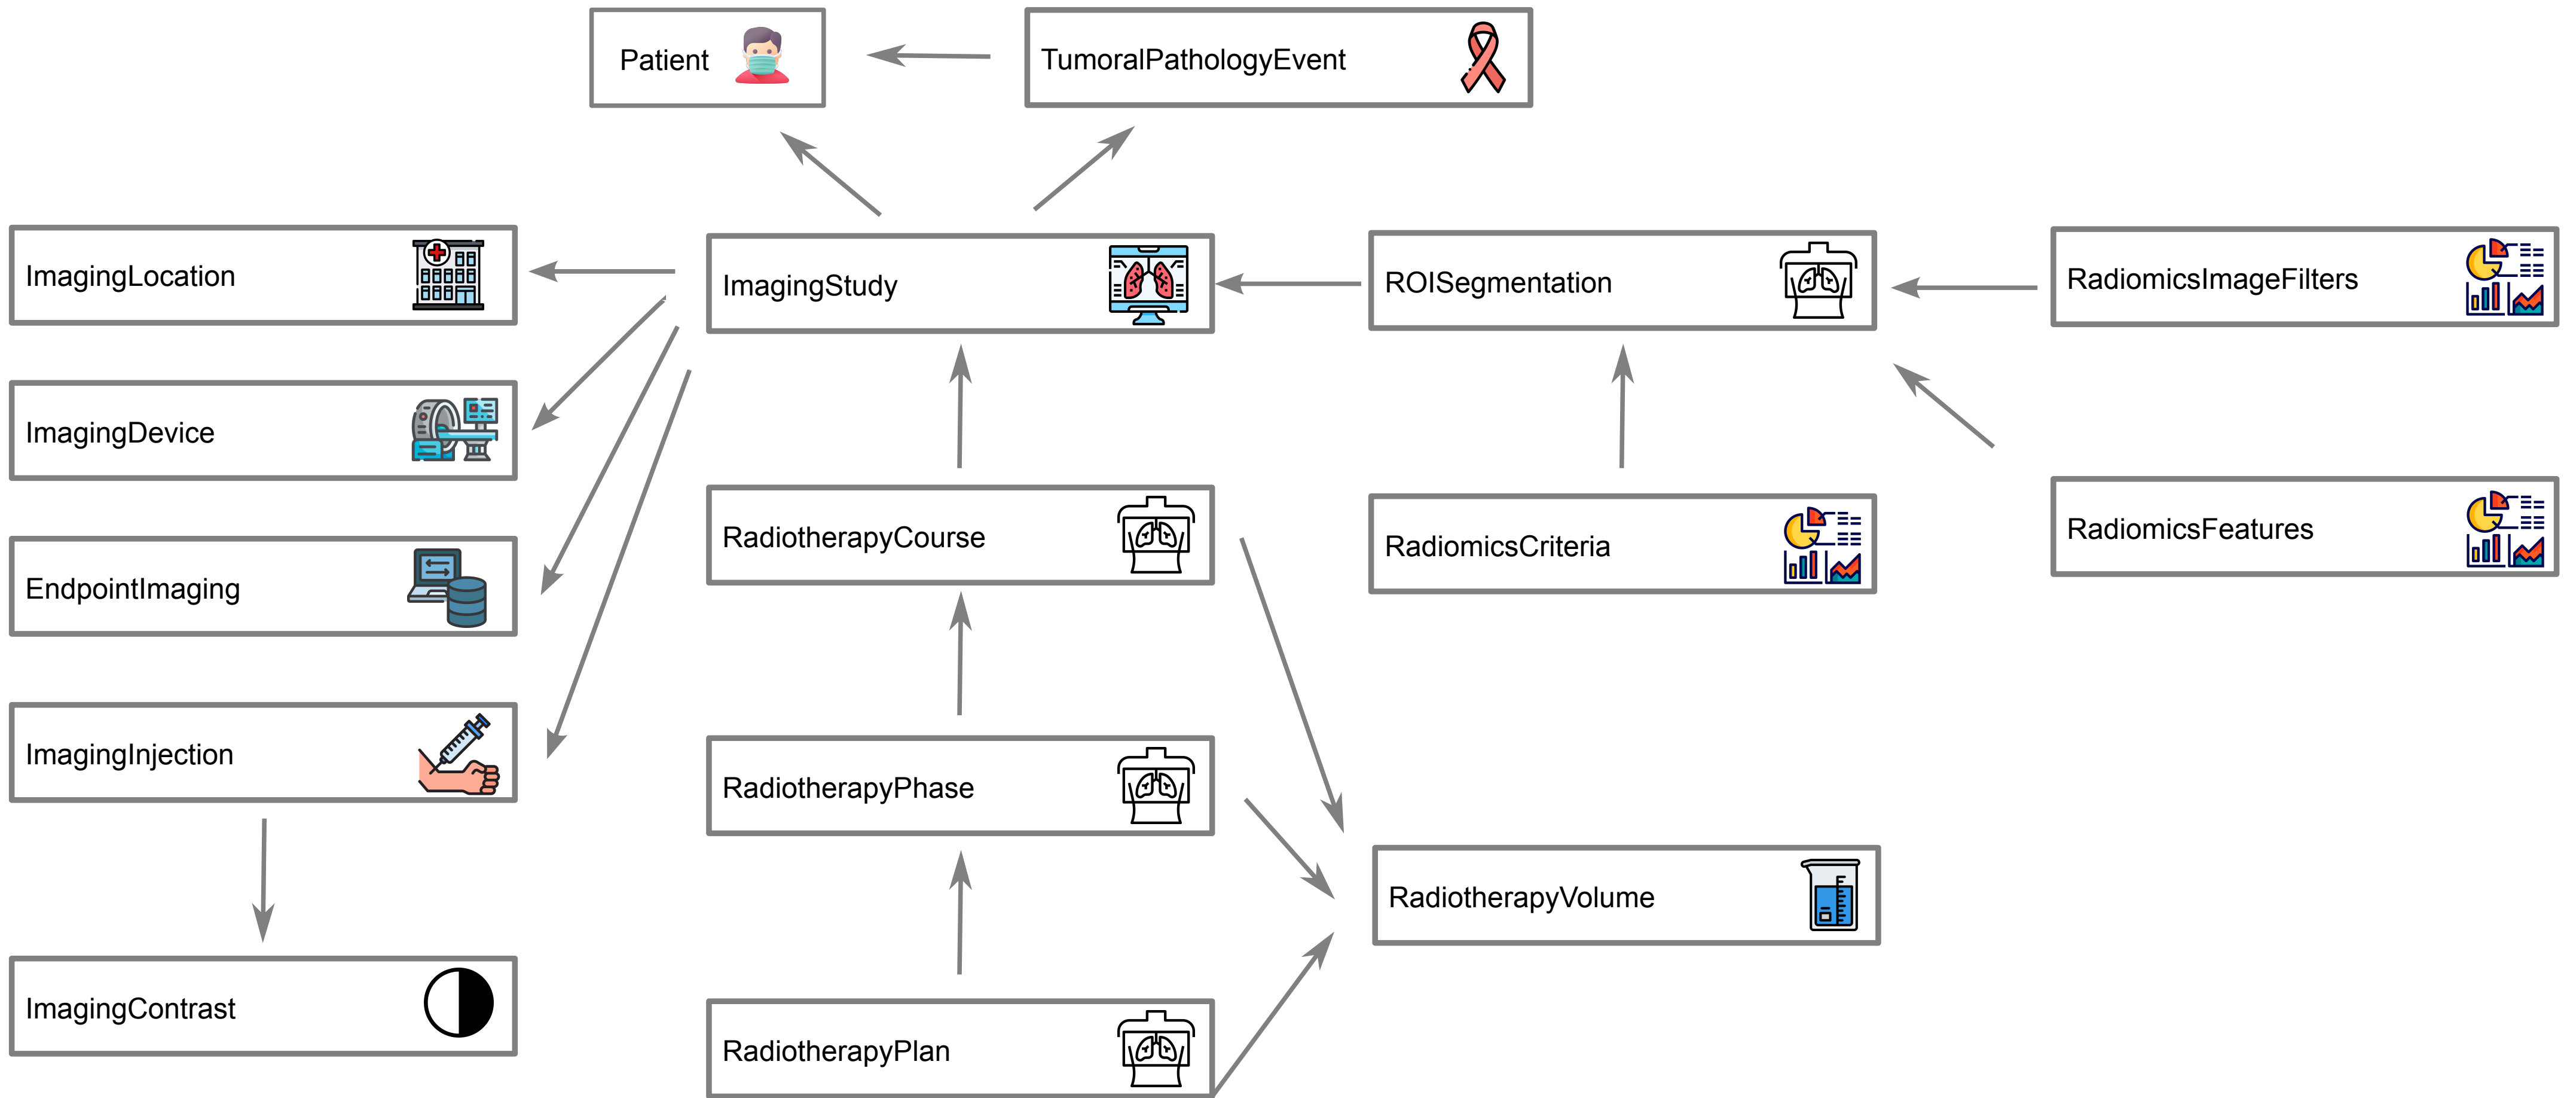 Patient
TumoralPathologyEvent
ImagingLocation
ImagingStudy
ROISegmentation
RadiomicsImageFilters
ImagingDevice
RadiotherapyCourse
RadiomicsCriteria
RadiomicsFeatures
EndpointImaging
ImagingInjection
RadiotherapyPhase
RadiotherapyVolume
ImagingContrast
RadiotherapyPlan